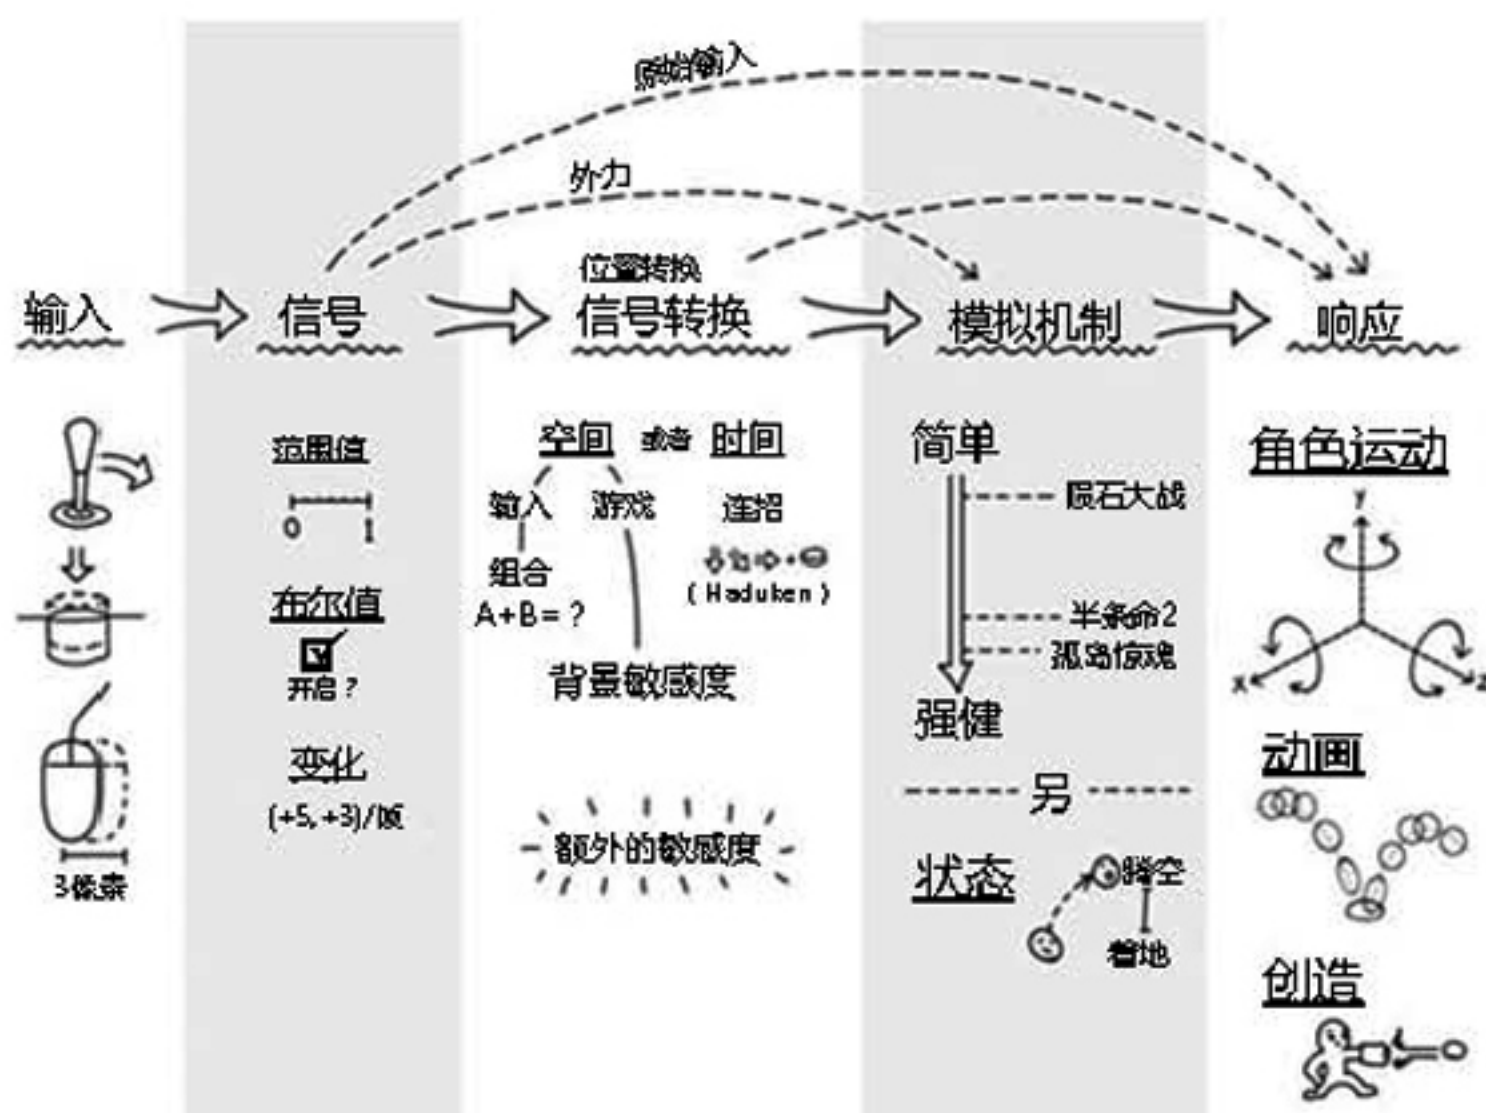 原始输入
外力
位置转换
输入
信号
信号转换
模拟机制
响应
3像素
范围值
0 1
布尔值
开启?
变化
(+5, +3)/帧
空间 或者 时间
输入 游戏 连招
组合
A+B=?
(Haduken)
背景敏感度
额外的敏感度
简单
陨石大战
半条命2
孤岛惊魂
强健
另
状态
腾空
着地
角色运动
Y
X Z
动画
创造